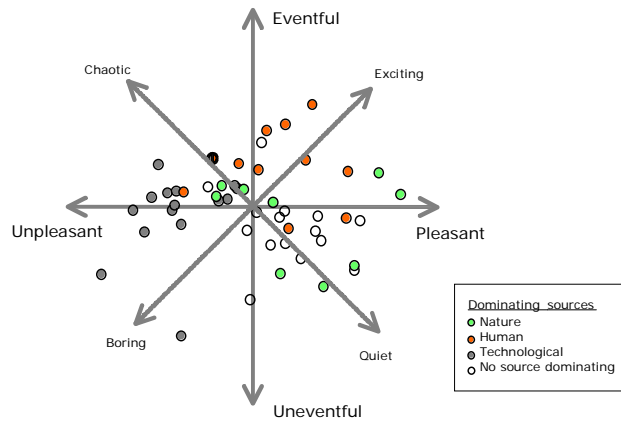 Eventful
Chaotic
Exciting
Unpleasant
Pleasant
Boring
Quiet
Uneventful
Dominating sources
Nature
Human
Technological
No source dominating